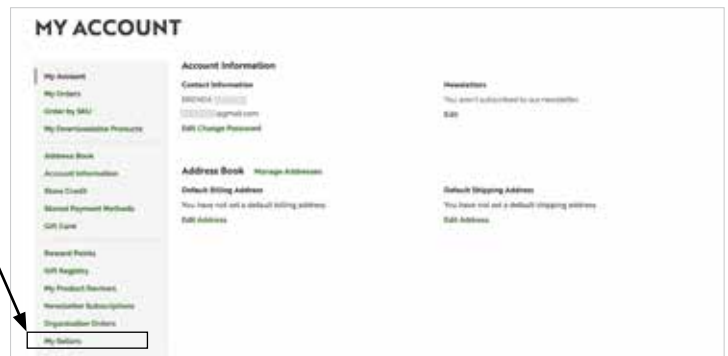 MY ACCOUNT
My Account
My Orders
Order by SKU
My Downloadable Products
Address Book
Account Information
Store Credit
Stored Payment Methods
Gift Card
Reward Points
Gift Registry
My Product Reviews
Newsletter Subscriptions
Organisation Orders
My Sellers
Account Information
Contact Information
BRENDA
@gmail.com
Edit Change Password
Newsletters
You aren't subscribed to our newsletter.
Edit
Address Book Manage Addresses
Default Billing Address
You have not set a default billing address.
Edit Address
Default Shipping Address
You have not set a default shipping address.
Edit Address